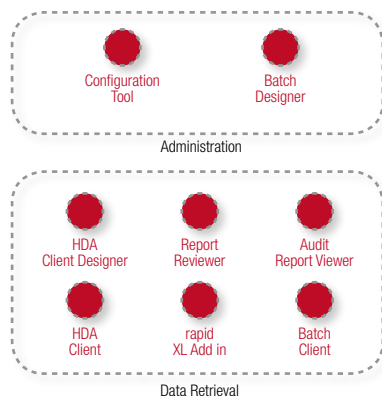 Configuration
Tool
Batch
Designer
Administration
HDA
Client Designer
Report
Reviewer
Audit
Report Viewer
HDA
Client
rapid
XL Add in
Batch
Client
Data Retrieval